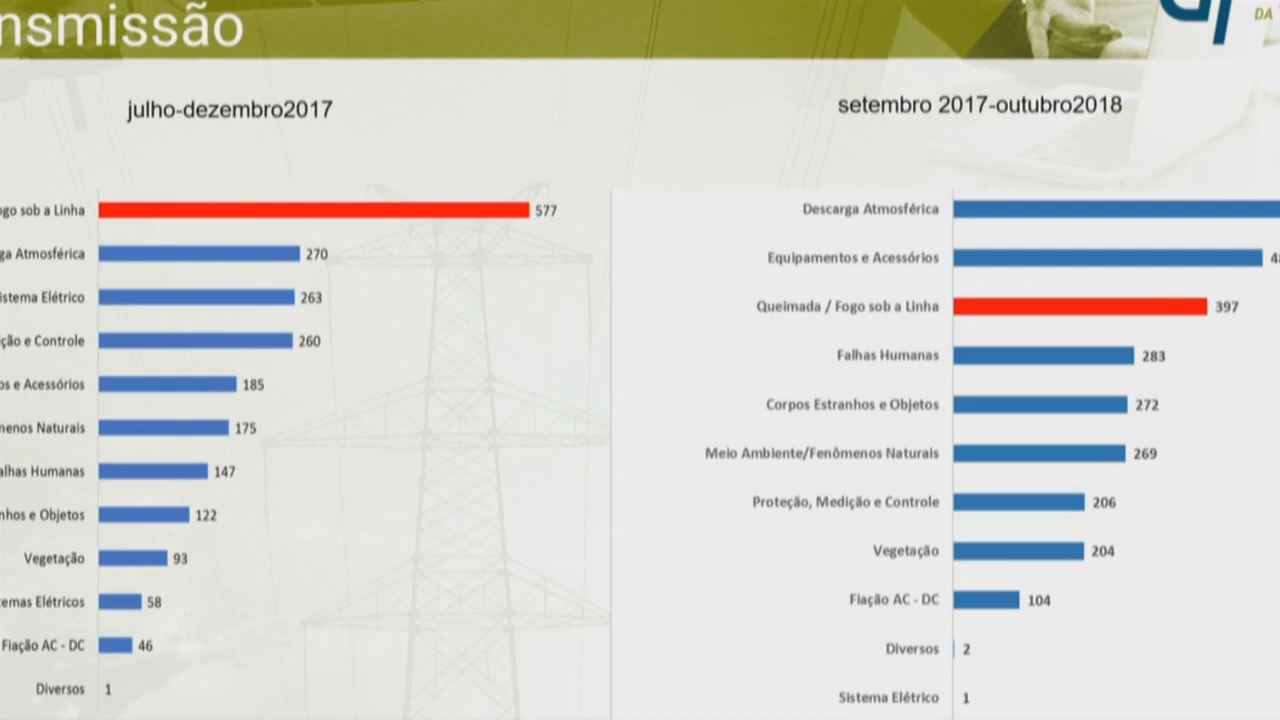 nsmissão
DA
julho-dezembro2017
setembro 2017-outubro2018
ogo sob a Linha 577
ga Atmosférica 270
istema Elétrico 263
ção e Controle 260
os e Acessórios 185
nenos Naturais 175
alhas Humanas 147
nhos e Objetos 122
Vegetação 93
temas Elétricos 58
Fiação AC - DC 46
Diversos 1
Descarga Atmosférica
Equipamentos e Acessórios
Queimada / Fogo sob a Linha 397
Falhas Humanas 283
Corpos Estranhos e Objetos 272
Meio Ambiente/Fenômenos Naturais 269
Proteção, Medição e Controle 206
Vegetação 204
Fiação AC - DC 104
Diversos 2
Sistema Elétrico 1